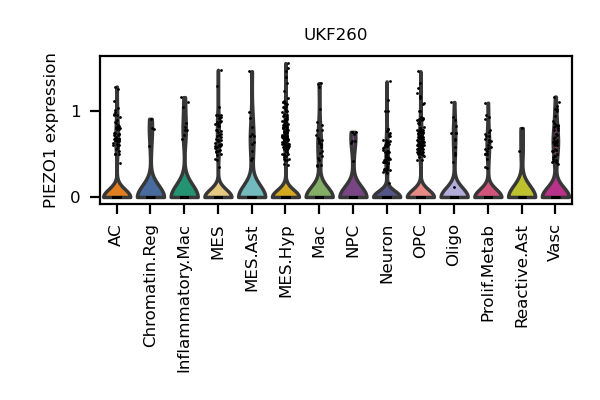 UKF260
PIEZO1 expression
1
0
AC
Chromatin.Reg
Inflammatory.Mac
MES
MES.Ast
MES.Hyp
Mac
NPC
Neuron
OPC
Oligo
Prolif.Metab
Reactive.Ast
Vasc